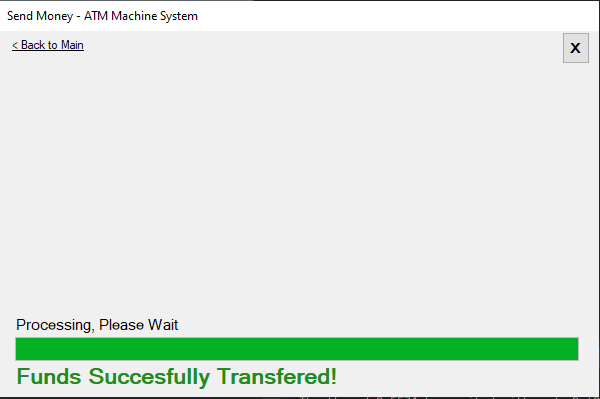 Send Money - ATM Machine System
< Back to Main
X
Processing, Please Wait
Funds Succesfully Transfered!